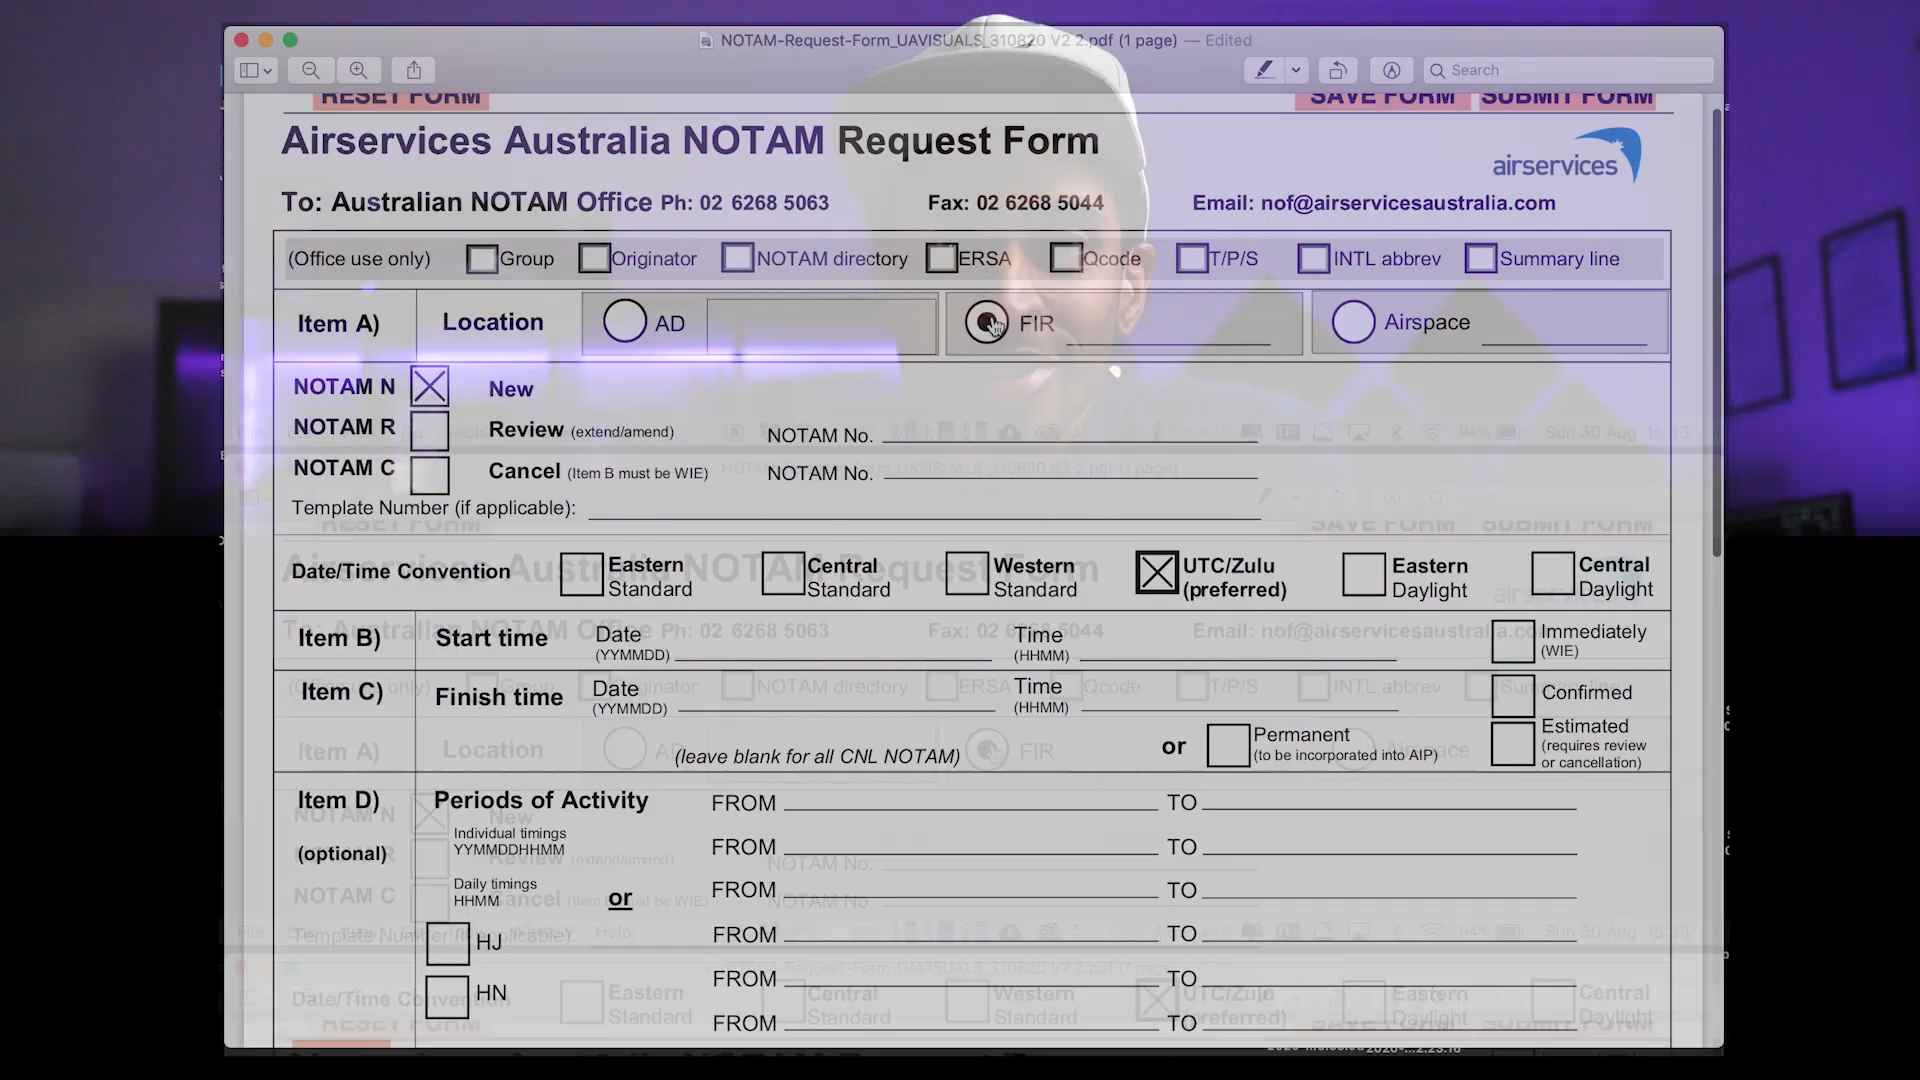 NOTAM-Request-Form_UAVISUALS_310820 V2 2.pdf (1 page) — Edited
Search
RESET FORM SAVE FORM SUBMIT FORM
Airservices Australia NOTAM Request Form
airservices
To: Australian NOTAM Office Ph: 02 6268 5063 Fax: 02 6268 5044 Email: nof@airservicesaustralia.com
(Office use only) Group Originator NOTAM directory ERSA Qcode T/P/S INTL abbrev Summary line
Item A) Location AD FIR Airspace
NOTAM N New
NOTAM R Review (extend/amend) NOTAM No.
NOTAM C Cancel (Item B must be WIE) NOTAM No.
Template Number (if applicable):
Date/Time Convention Eastern Standard Central Standard Western Standard UTC/Zulu (preferred) Eastern Daylight Central Daylight
Item B) Start time Date (YYMMDD) Time (HHMM) Immediately (WIE)
Item C) Finish time Date (YYMMDD) Time (HHMM) Confirmed
(leave blank for all CNL NOTAM) or Permanent (to be incorporated into AIP) Estimated (requires review or cancellation)
Item D) Periods of Activity FROM TO
(optional) Individual timings YYMMDDHHMM FROM TO
Daily timings HHMM or FROM TO
HJ FROM TO
HN FROM TO
FROM TO